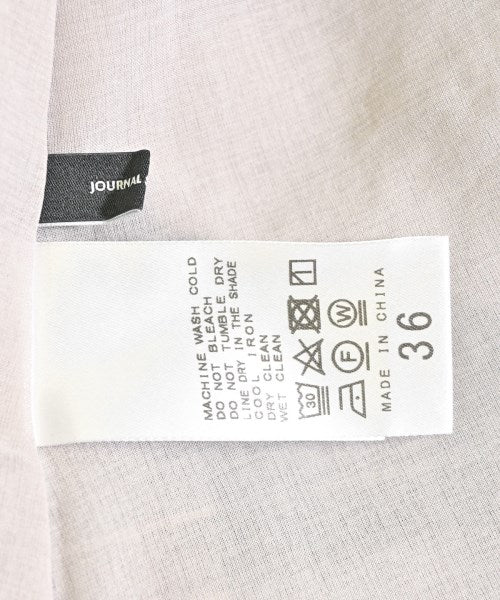 JOURNAL
MACHINE WASH COLD
DO NOT BLEACH
DO NOT TUMBLE DRY
LINE DRY IN THE SHADE
COOL IRON
DRY CLEAN
WET CLEAN
30
F
W
MADE IN CHINA
36